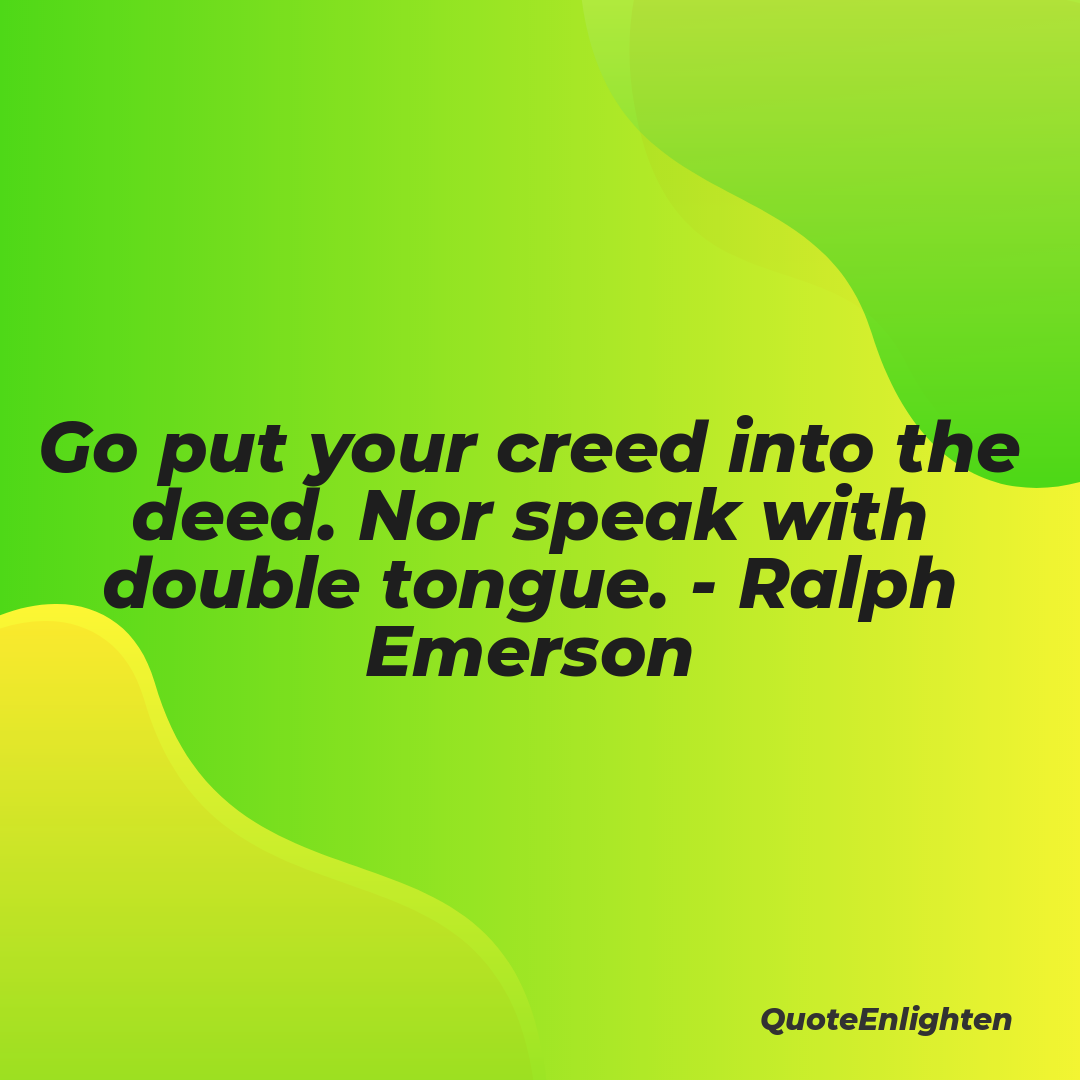 Go put your creed into the
deed. Nor speak with
double tongue. - Ralph
Emerson
QuoteEnlighten